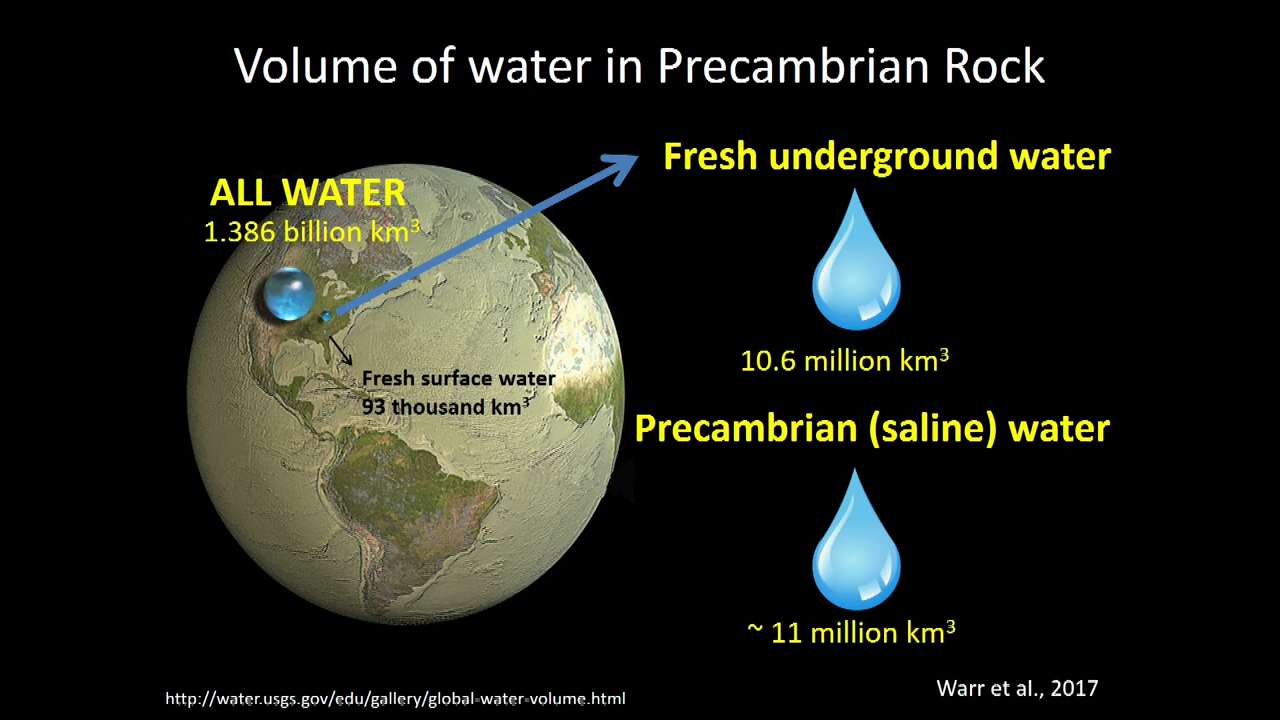 Volume of water in Precambrian Rock
ALL WATER
1.386 billion km³
Fresh surface water
93 thousand km³
Fresh underground water
10.6 million km³
Precambrian (saline) water
~ 11 million km³
http://water.usgs.gov/edu/gallery/global-water-volume.html
Warr et al., 2017